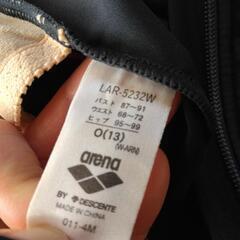 LAR-5232W
バスト 87~91
ウエスト 68~72
ヒップ 95~99
O(13)
(W-ARN)
arena
BY DESCENTE
MADE IN CHINA
011-4M